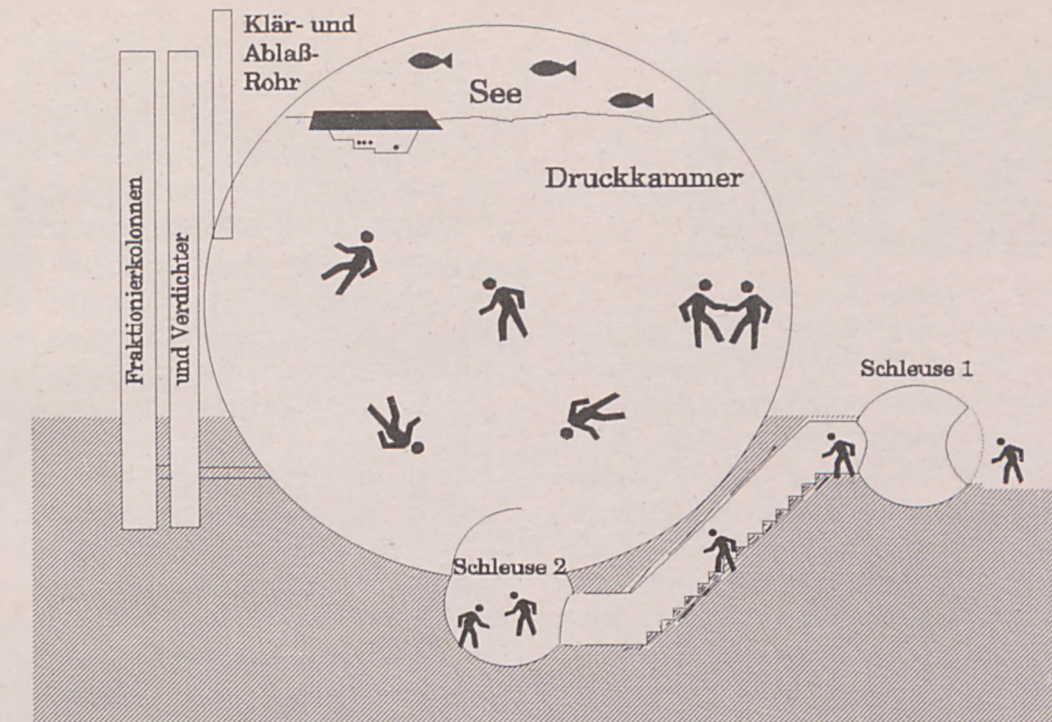 Klär- und
Ablaß-
Rohr
See
Druckkammer
Fraktionierkolonnen
und Verdichter
Schleuse 1
Schleuse 2